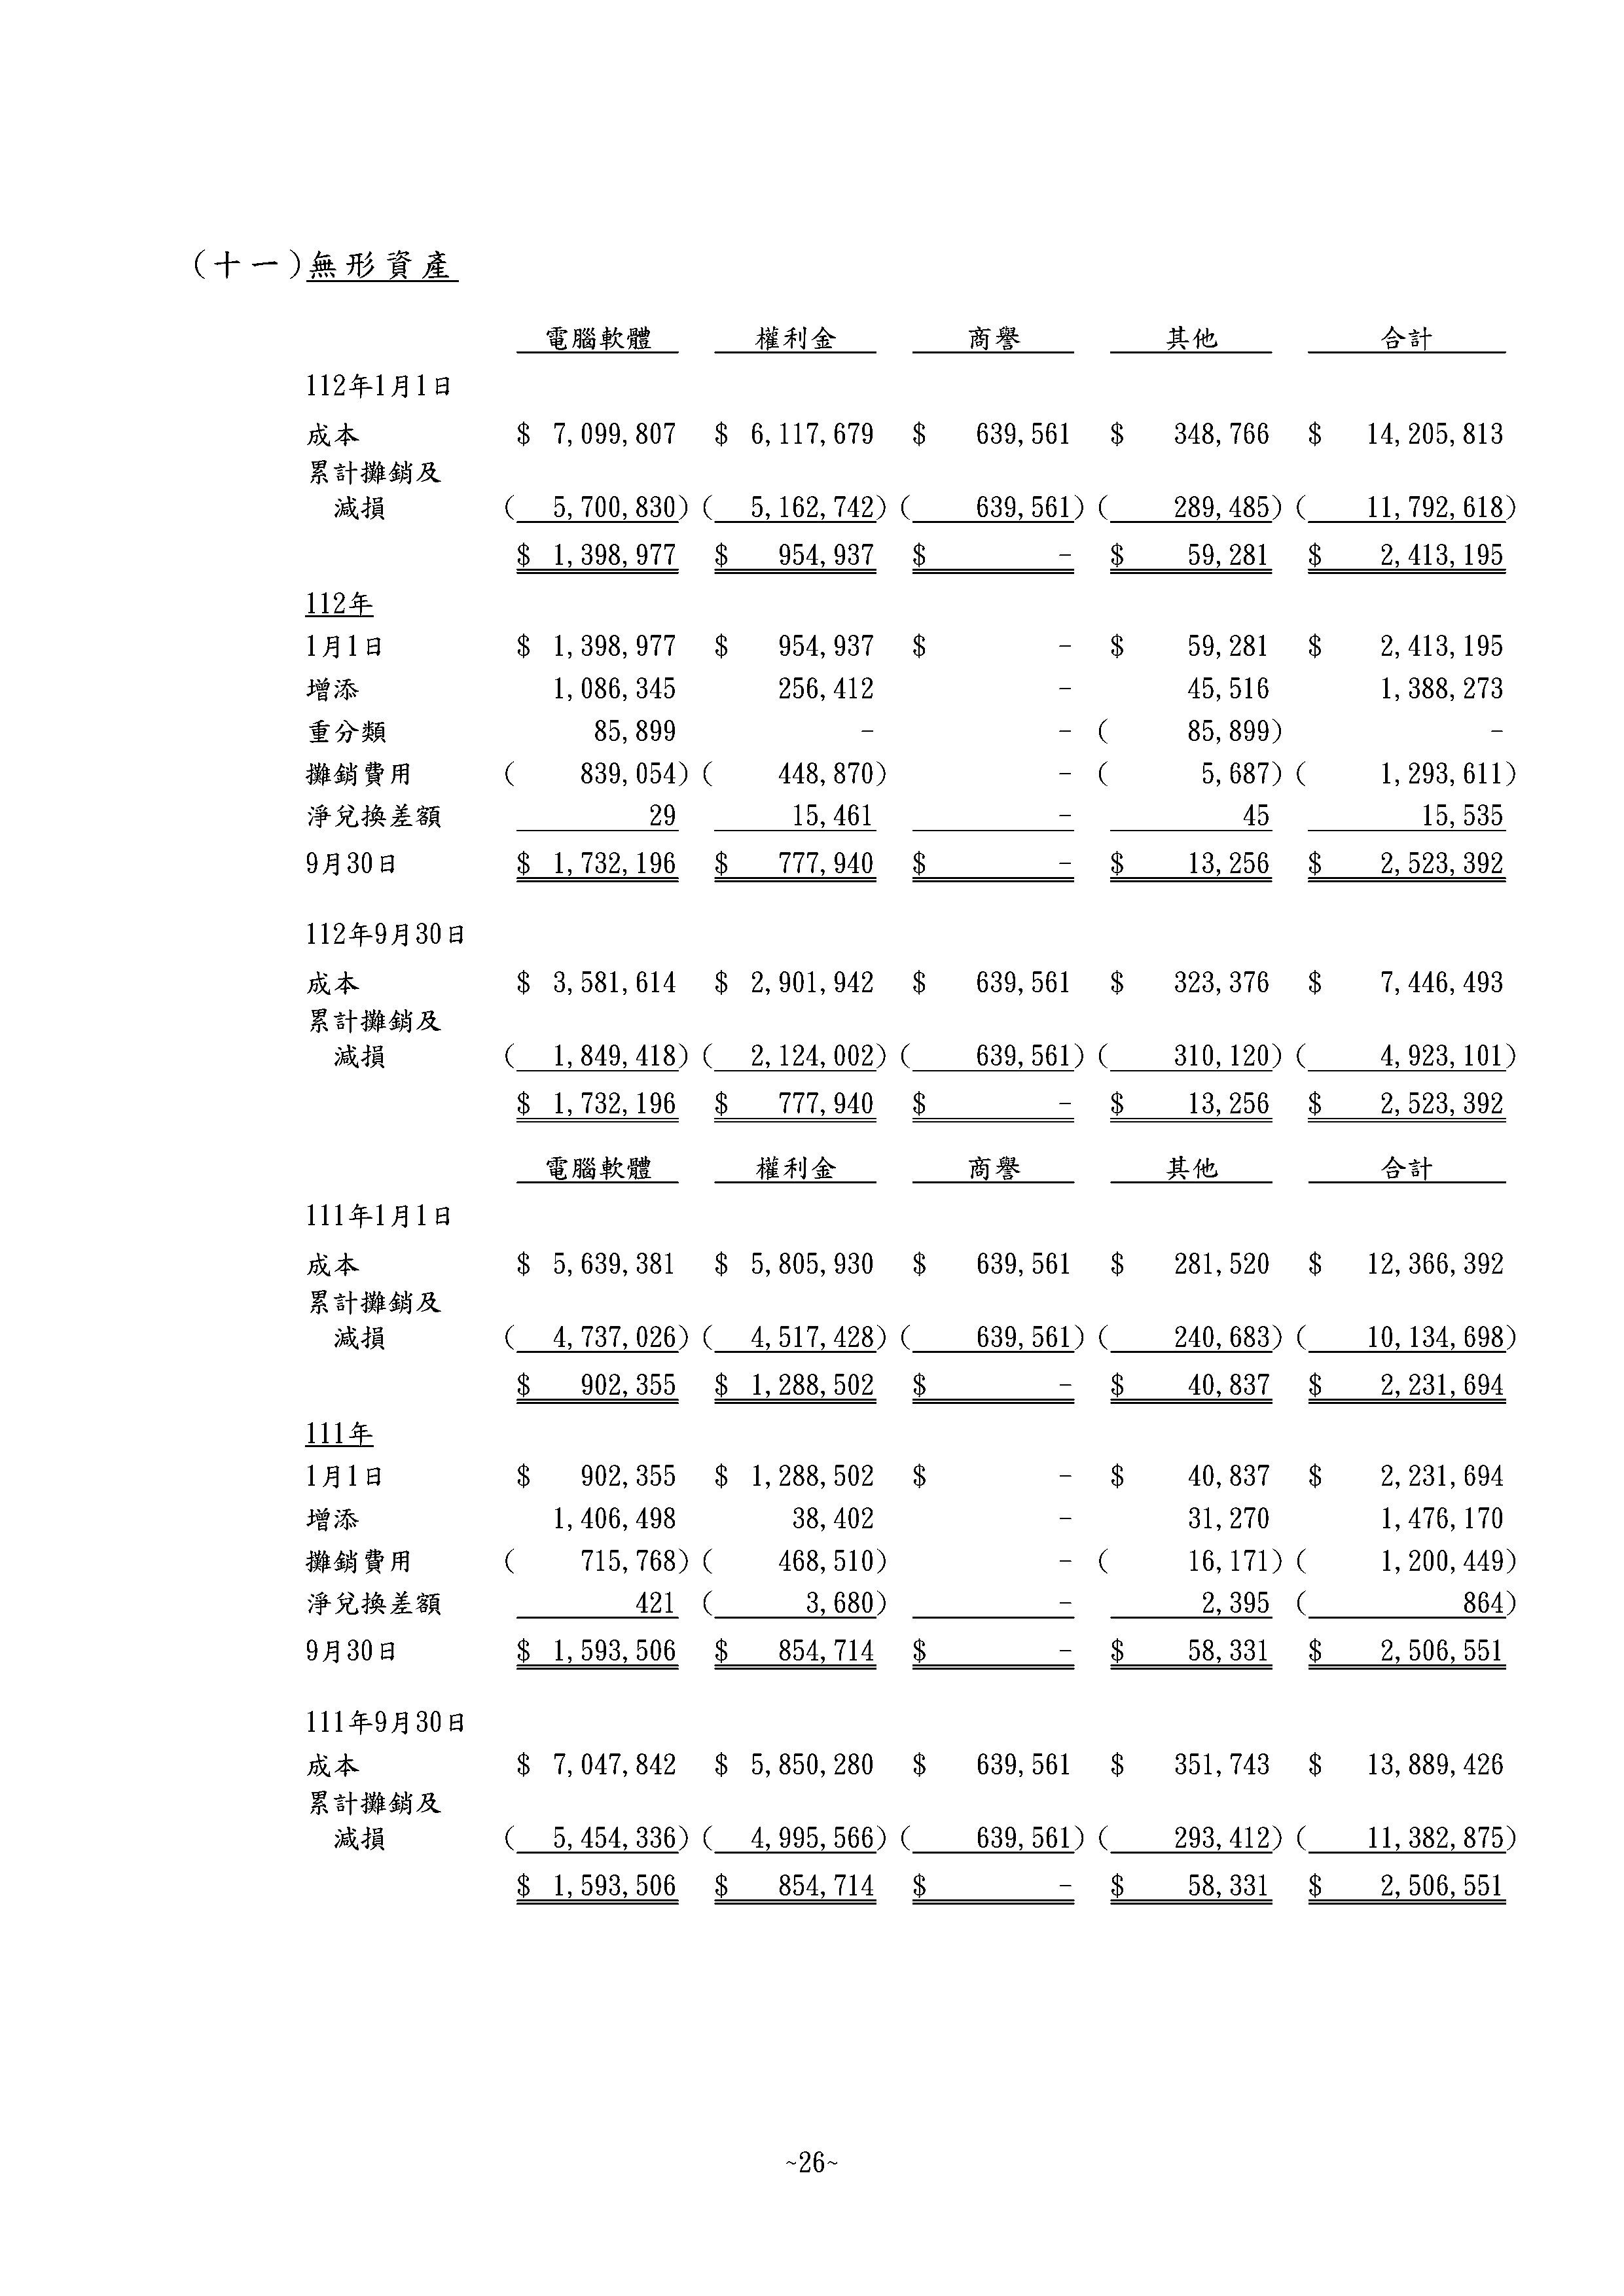 (十一)無形資產
電腦軟體 權利金 商譽 其他 合計
112年1月1日
成本 $ 7,099,807 $ 6,117,679 $ 639,561 $ 348,766 $ 14,205,813
累計攤銷及
減損 ( 5,700,830) ( 5,162,742) ( 639,561) ( 289,485) ( 11,792,618)
$ 1,398,977 $ 954,937 $ - $ 59,281 $ 2,413,195
112年
1月1日 $ 1,398,977 $ 954,937 $ - $ 59,281 $ 2,413,195
增添 1,086,345 256,412 - 45,516 1,388,273
重分類 85,899 - - ( 85,899) -
攤銷費用 ( 839,054) ( 448,870) - ( 5,687) ( 1,293,611)
淨兌換差額 29 15,461 - 45 15,535
9月30日 $ 1,732,196 $ 777,940 $ - $ 13,256 $ 2,523,392
112年9月30日
成本 $ 3,581,614 $ 2,901,942 $ 639,561 $ 323,376 $ 7,446,493
累計攤銷及
減損 ( 1,849,418) ( 2,124,002) ( 639,561) ( 310,120) ( 4,923,101)
$ 1,732,196 $ 777,940 $ - $ 13,256 $ 2,523,392
電腦軟體 權利金 商譽 其他 合計
111年1月1日
成本 $ 5,639,381 $ 5,805,930 $ 639,561 $ 281,520 $ 12,366,392
累計攤銷及
減損 ( 4,737,026) ( 4,517,428) ( 639,561) ( 240,683) ( 10,134,698)
$ 902,355 $ 1,288,502 $ - $ 40,837 $ 2,231,694
111年
1月1日 $ 902,355 $ 1,288,502 $ - $ 40,837 $ 2,231,694
增添 1,406,498 38,402 - 31,270 1,476,170
攤銷費用 ( 715,768) ( 468,510) - ( 16,171) ( 1,200,449)
淨兌換差額 421 ( 3,680) - 2,395 ( 864)
9月30日 $ 1,593,506 $ 854,714 $ - $ 58,331 $ 2,506,551
111年9月30日
成本 $ 7,047,842 $ 5,850,280 $ 639,561 $ 351,743 $ 13,889,426
累計攤銷及
減損 ( 5,454,336) ( 4,995,566) ( 639,561) ( 293,412) ( 11,382,875)
$ 1,593,506 $ 854,714 $ - $ 58,331 $ 2,506,551
~26~